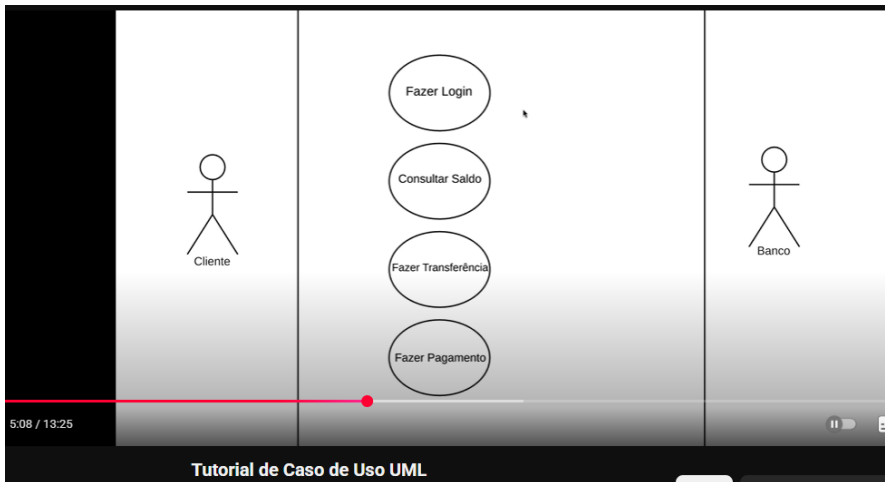 Fazer Login
Consultar Saldo
Cliente
Banco
Fazer Transferência
Fazer Pagamento
5:08 / 13:25
Tutorial de Caso de Uso UML